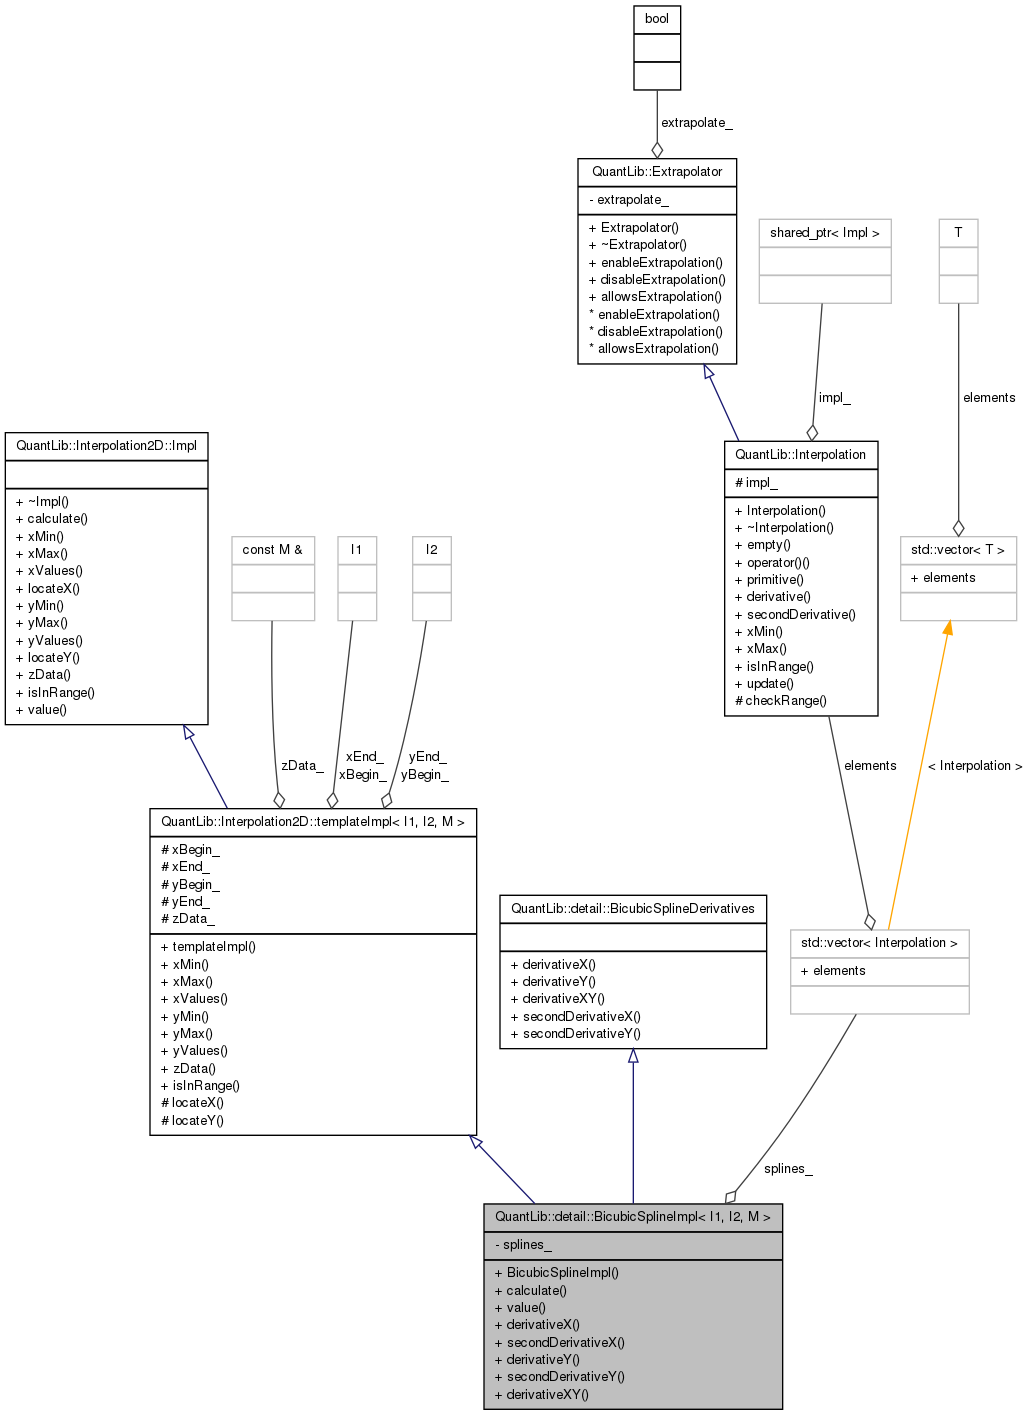 bool
extrapolate_
QuantLib::Extrapolator
- extrapolate_
+ Extrapolator()
+ ~Extrapolator()
+ enableExtrapolation()
+ disableExtrapolation()
+ allowsExtrapolation()
* enableExtrapolation()
* disableExtrapolation()
* allowsExtrapolation()
shared_ptr< Impl >
T
impl_
elements
QuantLib::Interpolation2D::Impl
+ ~Impl()
+ calculate()
+ xMin()
+ xMax()
+ xValues()
+ locateX()
+ yMin()
+ yMax()
+ yValues()
+ locateY()
+ zData()
+ isInRange()
+ value()
const M &
I1
I2
QuantLib::Interpolation
# impl_
+ Interpolation()
+ ~Interpolation()
+ empty()
+ operator()()
+ primitive()
+ derivative()
+ secondDerivative()
+ xMin()
+ xMax()
+ isInRange()
+ update()
# checkRange()
std::vector< T >
+ elements
zData_
xEnd_
xBegin_
yEnd_
yBegin_
elements
< Interpolation >
QuantLib::Interpolation2D::templateImpl< I1, I2, M >
# xBegin_
# xEnd_
# yBegin_
# yEnd_
# zData_
+ templateImpl()
+ xMin()
+ xMax()
+ xValues()
+ yMin()
+ yMax()
+ yValues()
+ zData()
+ isInRange()
# locateX()
# locateY()
QuantLib::detail::BicubicSplineDerivatives
+ derivativeX()
+ derivativeY()
+ derivativeXY()
+ secondDerivativeX()
+ secondDerivativeY()
std::vector< Interpolation >
+ elements
splines_
QuantLib::detail::BicubicSplineImpl< I1, I2, M >
- splines_
+ BicubicSplineImpl()
+ calculate()
+ value()
+ derivativeX()
+ secondDerivativeX()
+ derivativeY()
+ secondDerivativeY()
+ derivativeXY()